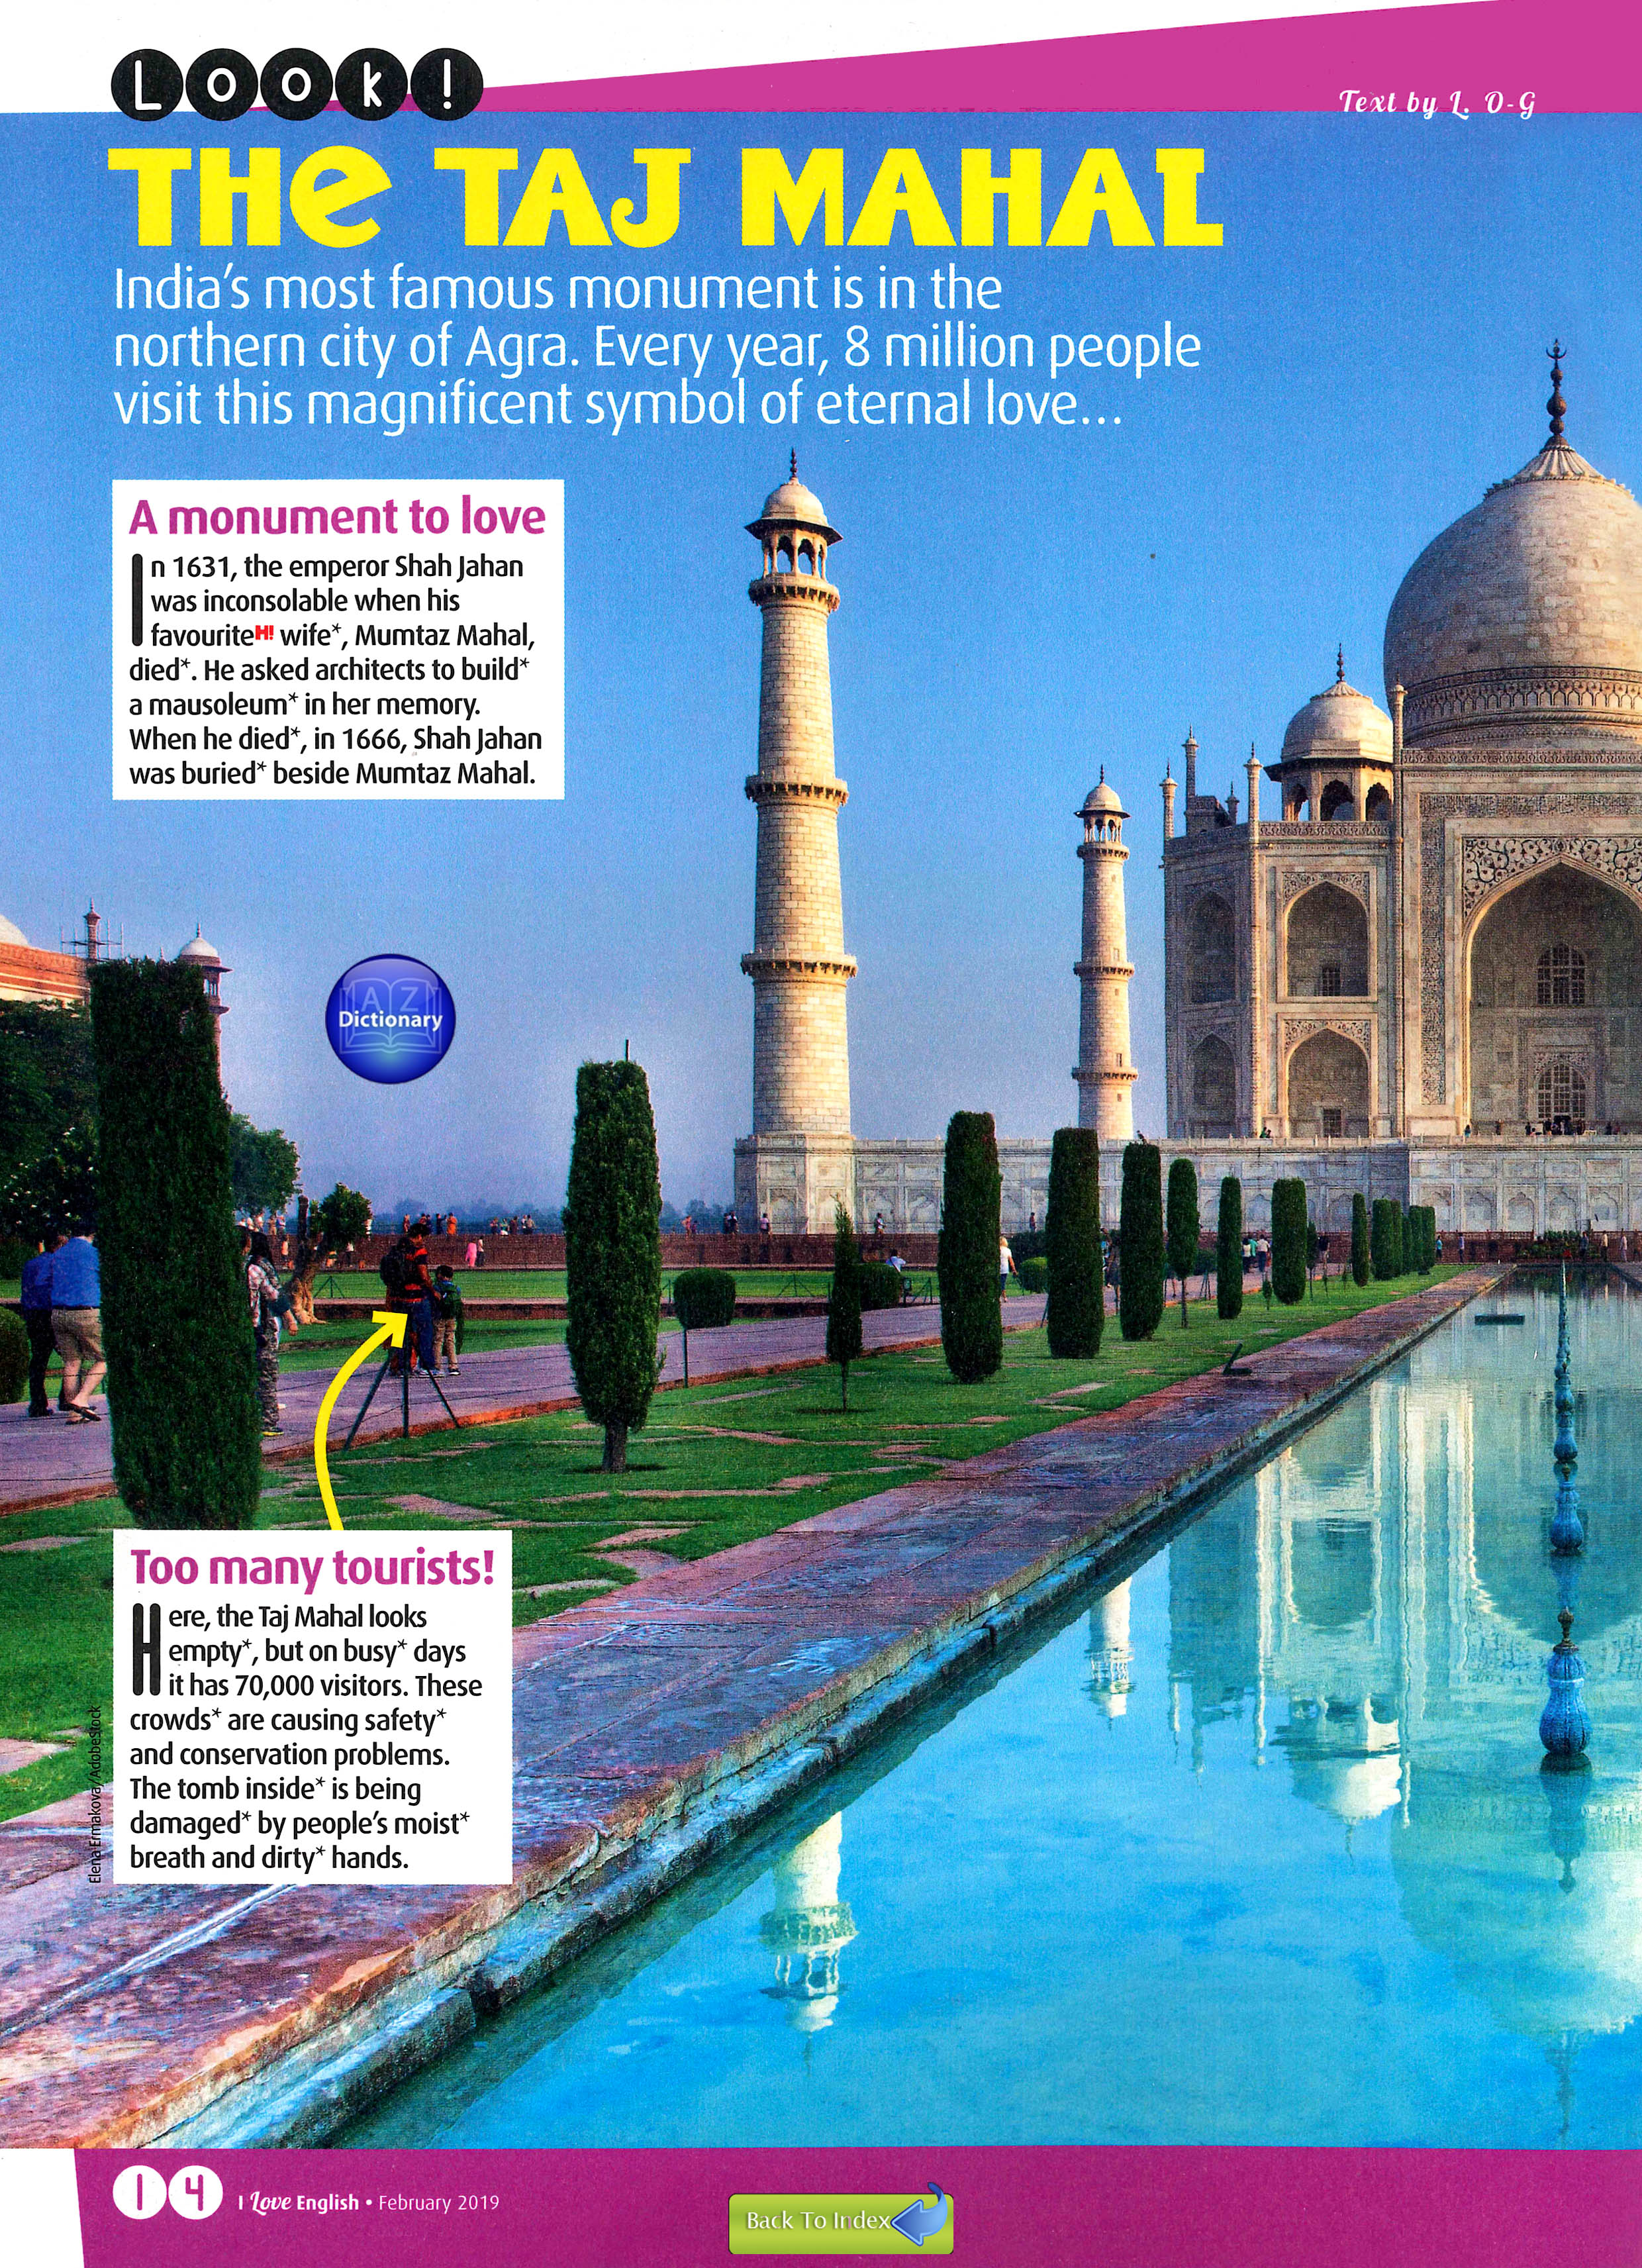 LOOK!
Text by L. O-G
THE TAJ MAHAL
India's most famous monument is in the
northern city of Agra. Every year, 8 million people
visit this magnificent symbol of eternal love...
A monument to love
In 1631, the emperor Shah Jahan
was inconsolable when his
favouriteH! wife*, Mumtaz Mahal,
died*. He asked architects to build*
a mausoleum* in her memory.
When he died*, in 1666, Shah Jahan
was buried* beside Mumtaz Mahal.
A Z
Dictionary
Too many tourists!
Here, the Taj Mahal looks
empty*, but on busy* days
it has 70,000 visitors. These
crowds* are causing safety*
and conservation problems.
The tomb inside* is being
damaged* by people's moist*
breath and dirty* hands.
Elena Ermakova/AdobeStock
14
I Love English • February 2019
Back To Index